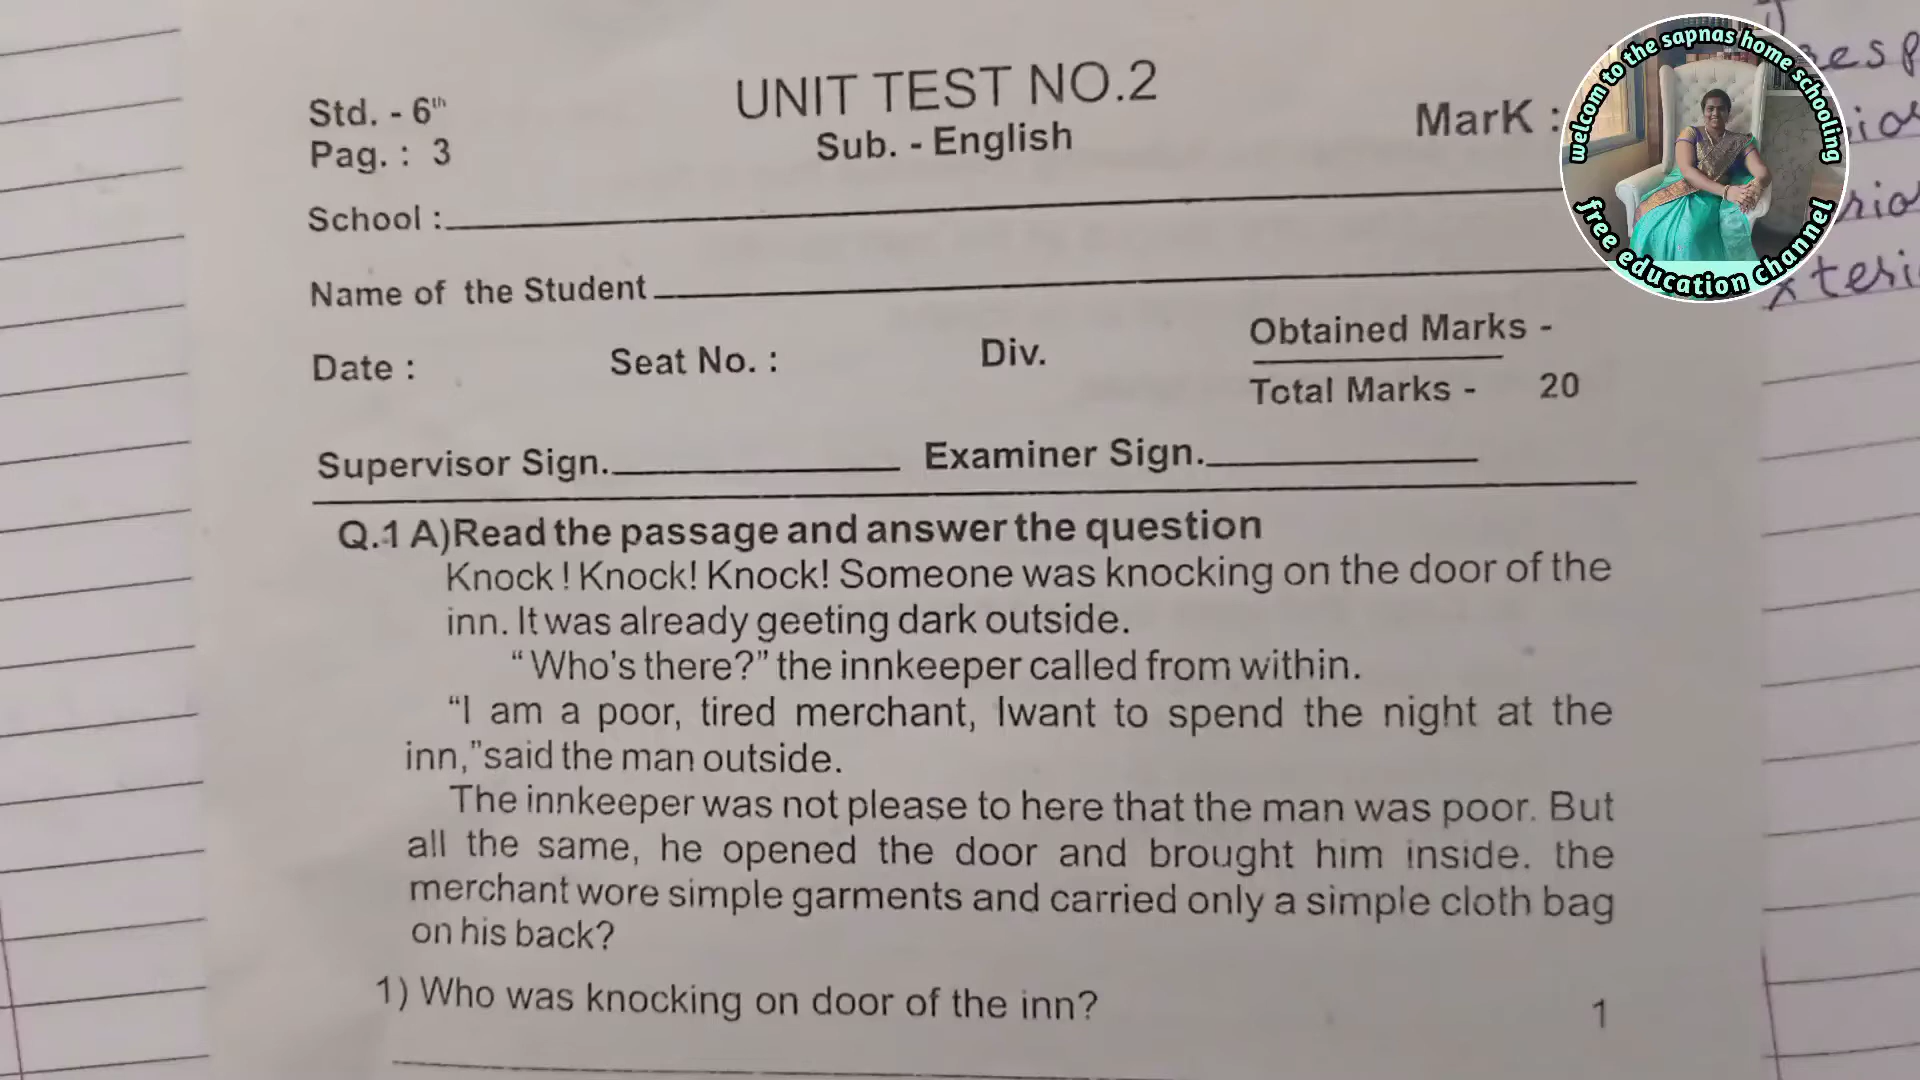 Std. - 6th
Pag. : 3
UNIT TEST NO.2
Sub. - English
MarK :
School :
Name of the Student
Date :
Seat No. :
Div.
Obtained Marks -
Total Marks - 20
Supervisor Sign.
Examiner Sign.
Q.1 A)Read the passage and answer the question
Knock ! Knock! Knock! Someone was knocking on the door of the
inn. It was already geeting dark outside.
“ Who’s there?” the innkeeper called from within.
“I am a poor, tired merchant, Iwant to spend the night at the
inn,”said the man outside.
The innkeeper was not please to here that the man was poor. But
all the same, he opened the door and brought him inside. the
merchant wore simple garments and carried only a simple cloth bag
on his back?
1) Who was knocking on door of the inn? 1
welcom to the sapnas home schooling
free education channel